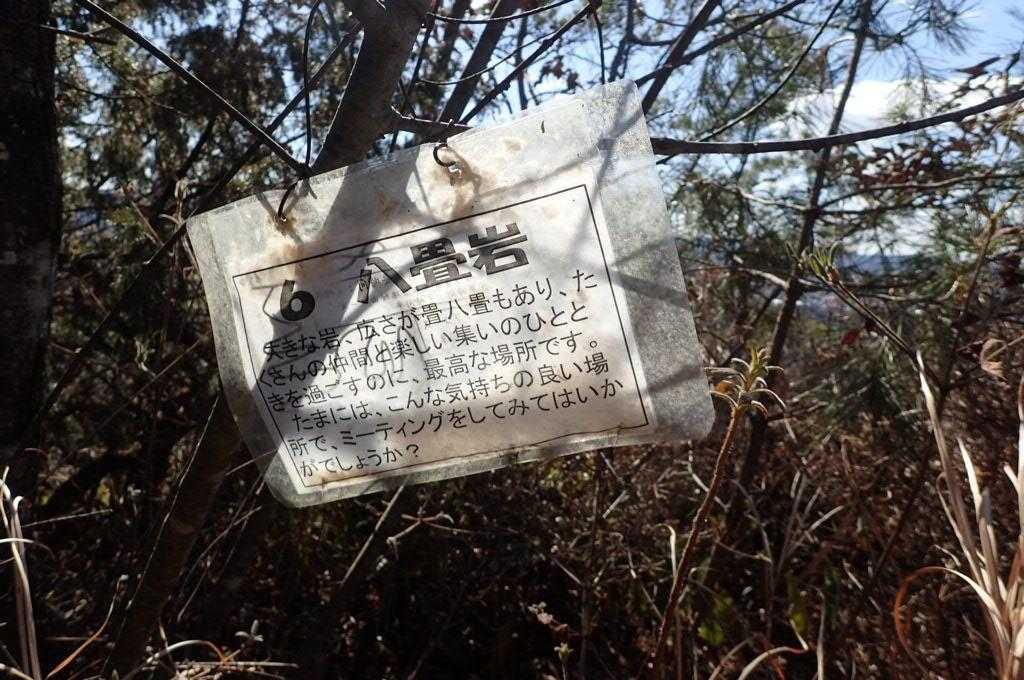 6 八畳岩
大きな岩、広さが畳八畳もあり、た
くさんの仲間と楽しい集いのひとと
きを過ごすのに、最高な場所です。
たまには、こんな気持ちの良い場
所で、ミーティングをしてみてはいか
がでしょうか?